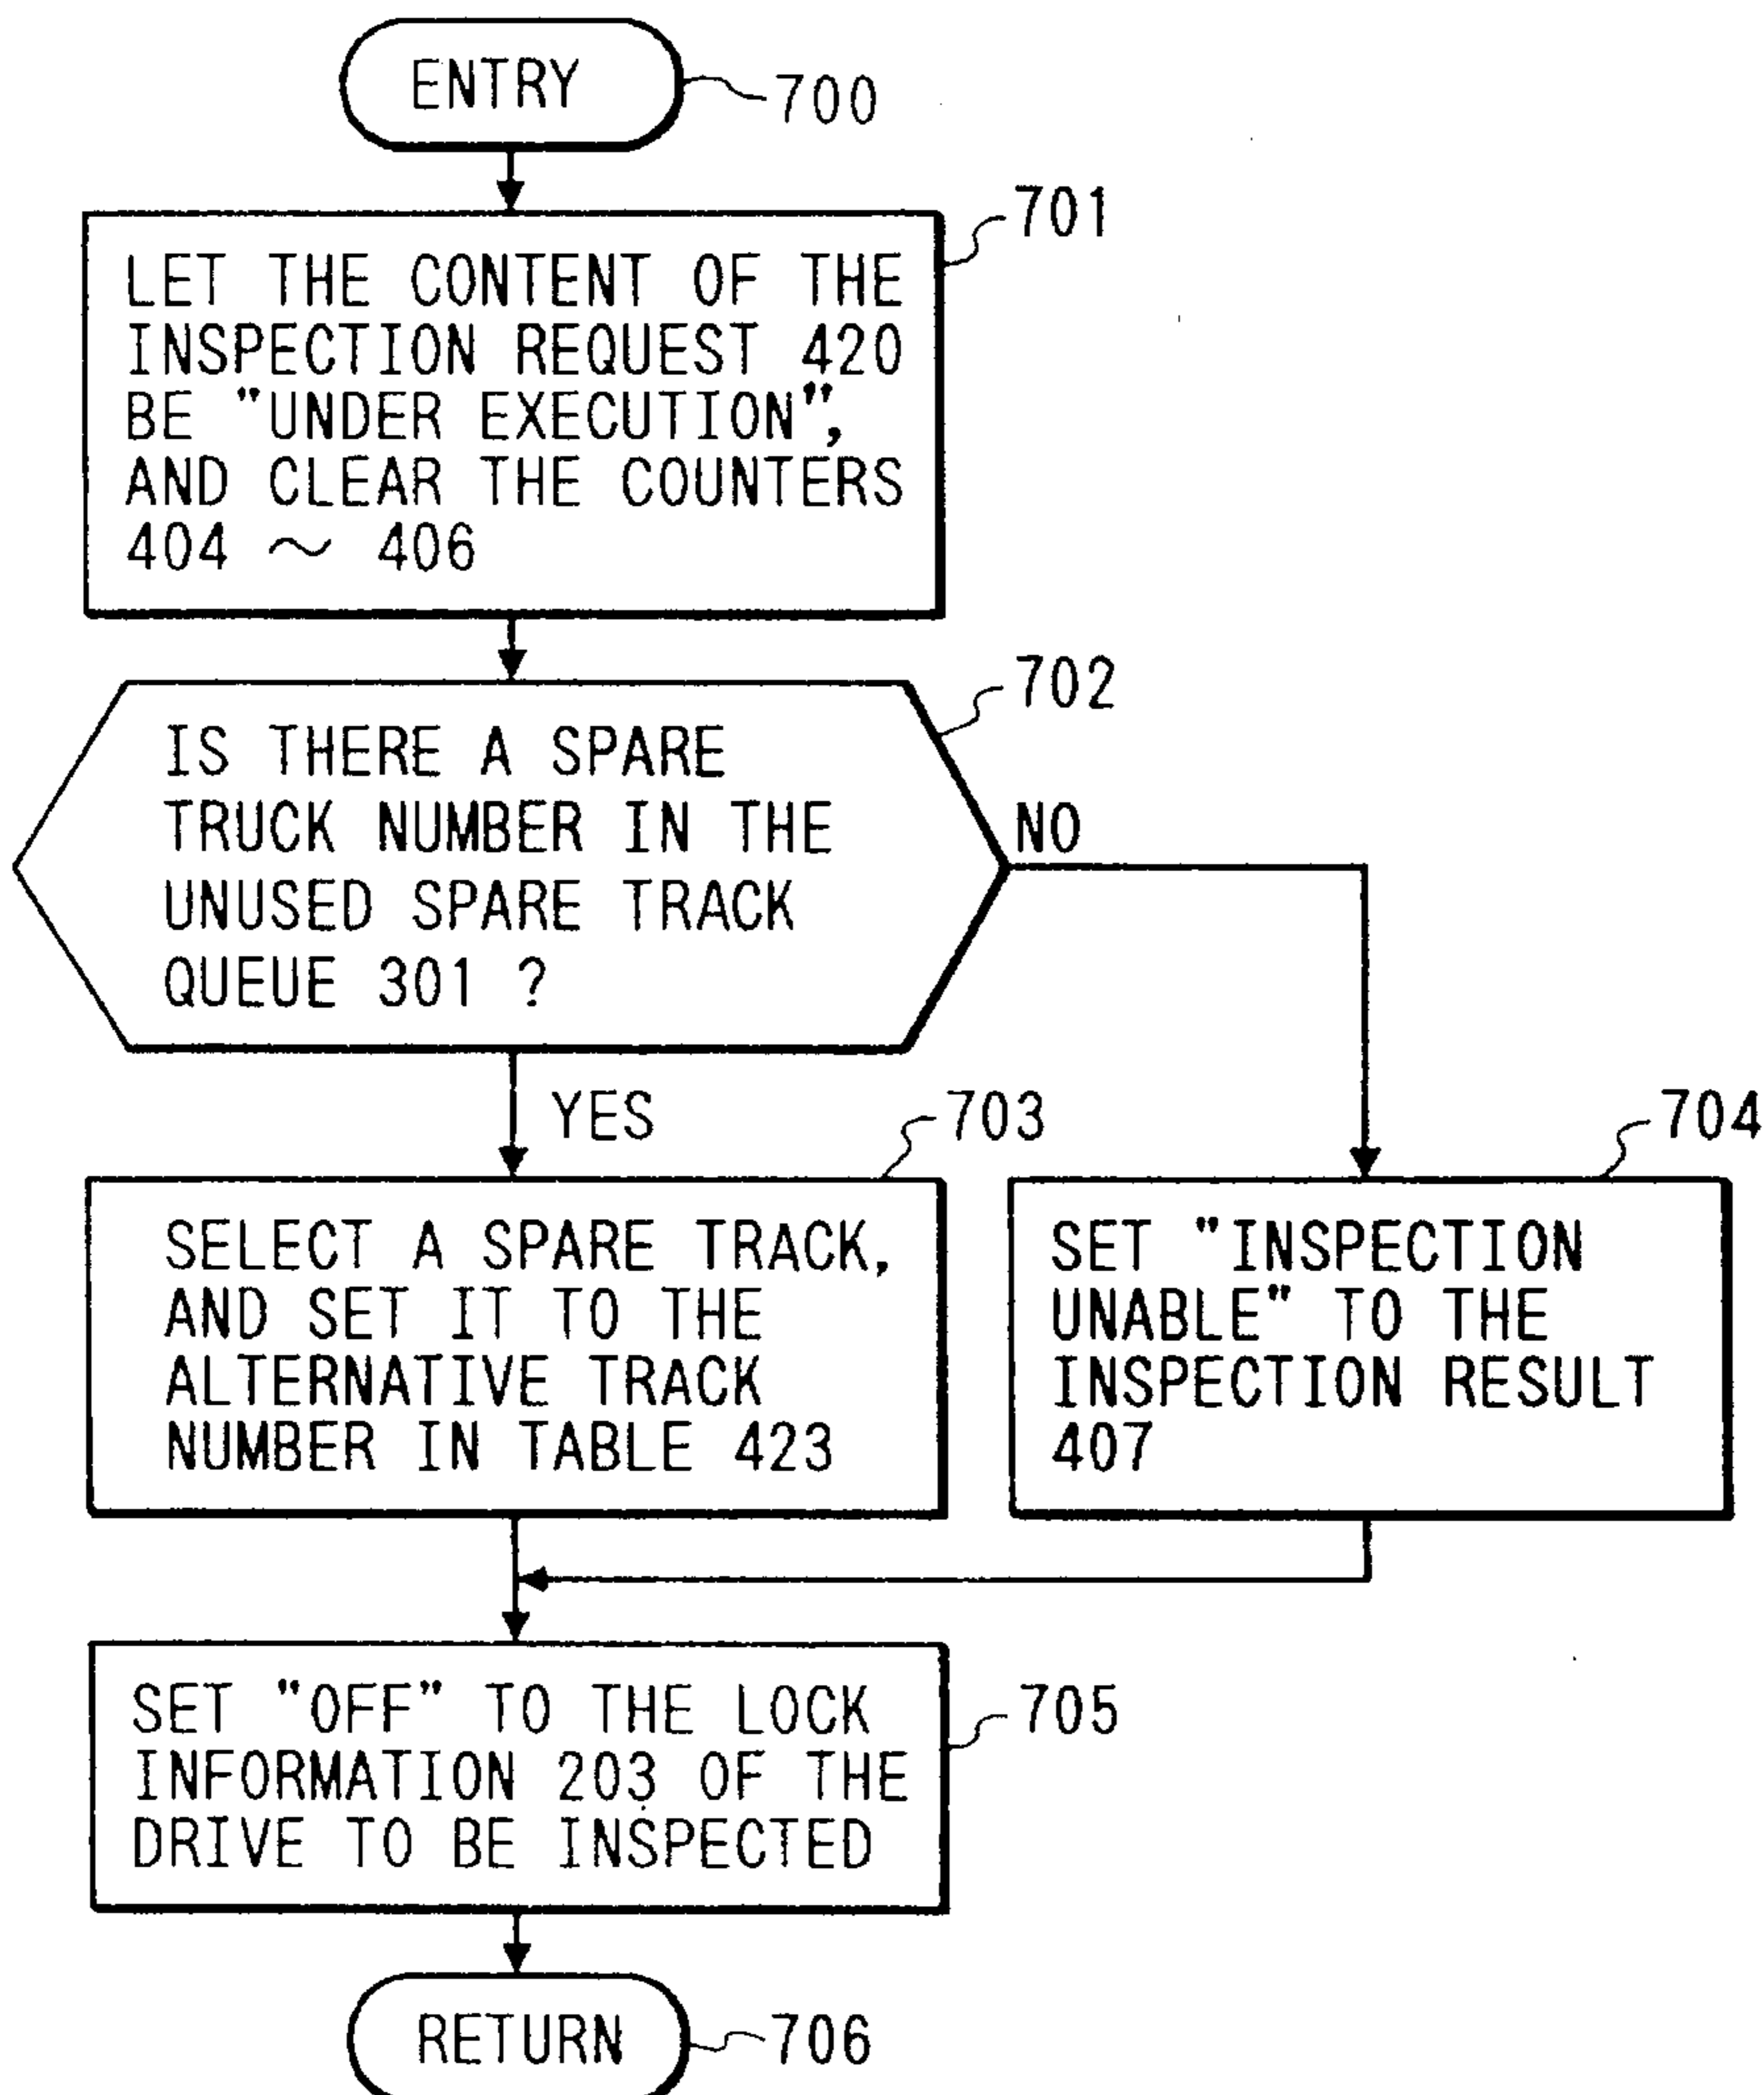 ENTRY
700
701
LET THE CONTENT OF THE
INSPECTION REQUEST 420
BE "UNDER EXECUTION",
AND CLEAR THE COUNTERS
404 ~ 406
702
IS THERE A SPARE
TRUCK NUMBER IN THE
UNUSED SPARE TRACK
QUEUE 301 ?
NO
YES
703
SELECT A SPARE TRACK,
AND SET IT TO THE
ALTERNATIVE TRACK
NUMBER IN TABLE 423
704
SET "INSPECTION
UNABLE" TO THE
INSPECTION RESULT
407
SET "OFF" TO THE LOCK
INFORMATION 203 OF THE
DRIVE TO BE INSPECTED
705
RETURN
706